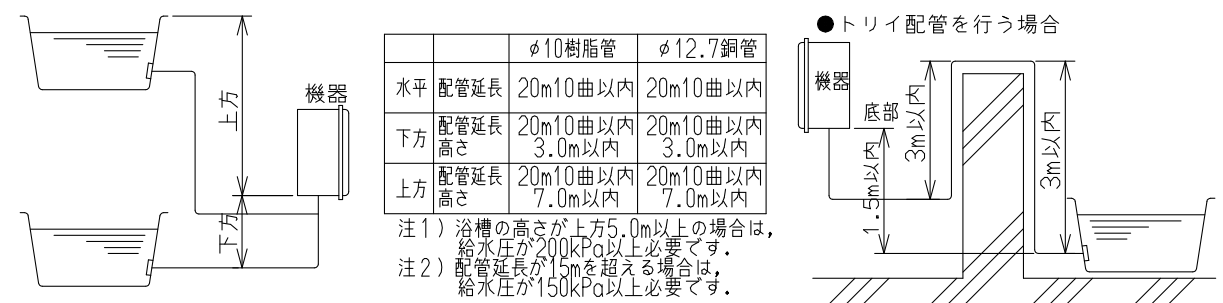 上方
下方
機器
φ10樹脂管 φ12.7銅管
水平 配管延長 20m10曲以内 20m10曲以内
下方 配管延長 20m10曲以内 20m10曲以内
高さ 3.0m以内 3.0m以内
上方 配管延長 20m10曲以内 20m10曲以内
高さ 7.0m以内 7.0m以内
注1）浴槽の高さが上方5.0m以上の場合は，
給水圧が200kPa以上必要です．
注2）配管延長が15mを超える場合は，
給水圧が150kPa以上必要です．
●トリイ配管を行う場合
機器
底部
1.5m以内
3m以内
3m以内